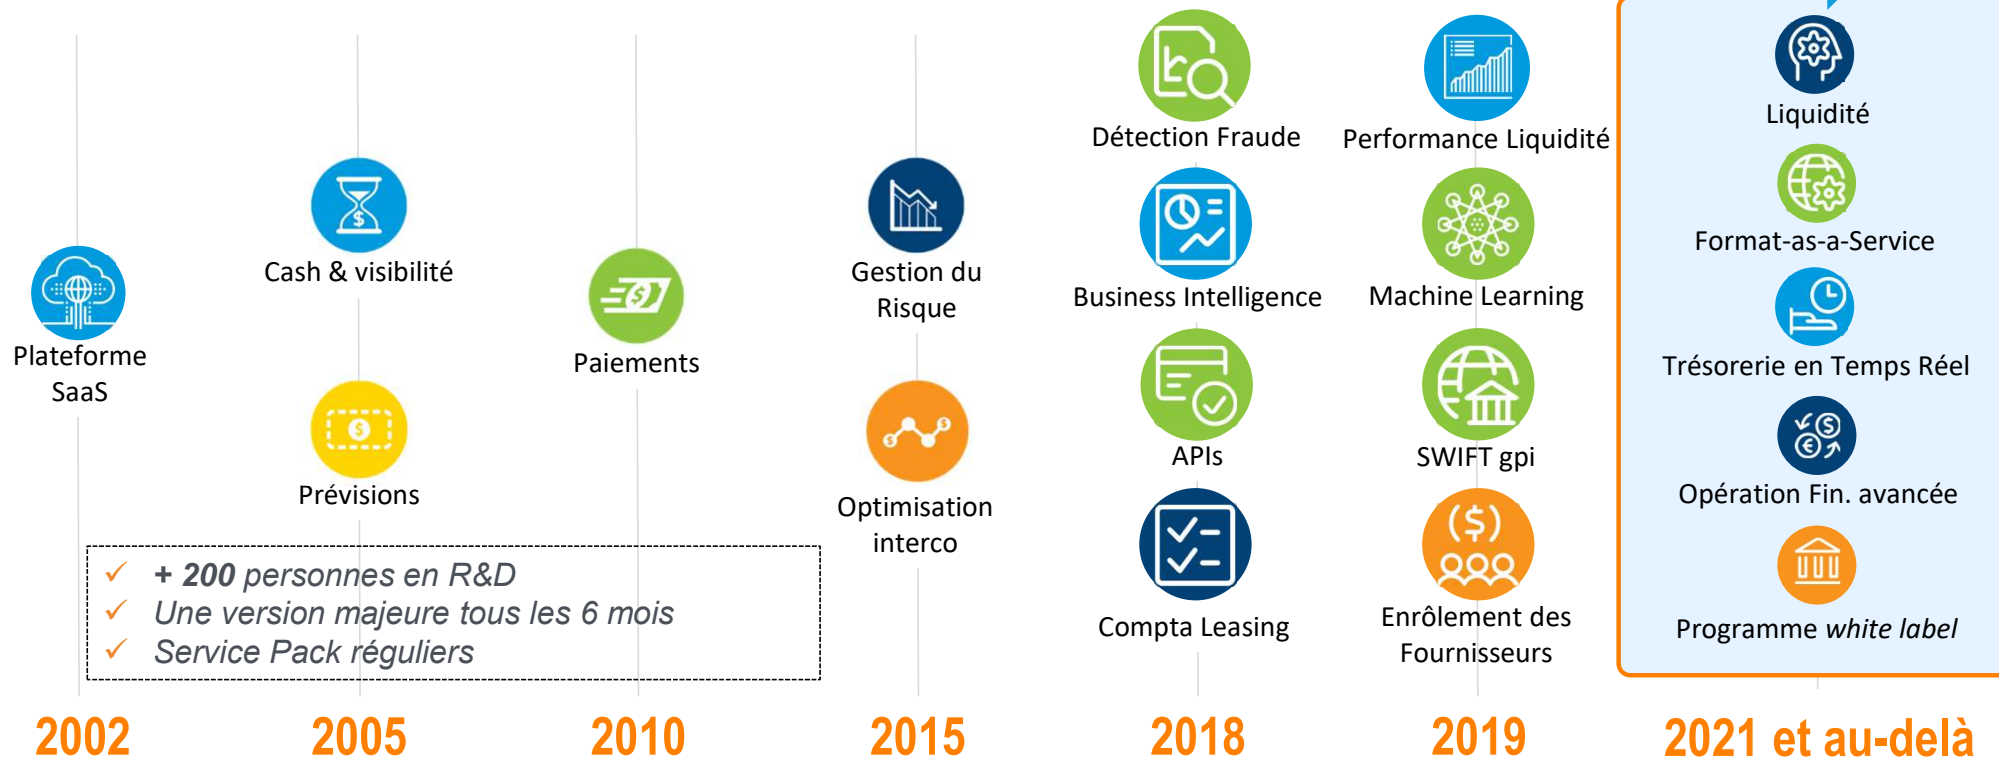 Plateforme
SaaS
2002
Cash & visibilité
Prévisions
2005
Paiements
2010
Gestion du
Risque
Optimisation
interco
2015
Détection Fraude
Business Intelligence
APIs
Compta Leasing
2018
Performance Liquidité
Machine Learning
SWIFT gpi
Enrôlement des
Fournisseurs
2019
Liquidité
Format-as-a-Service
Trésorerie en Temps Réel
Opération Fin. avancée
Programme white label
2021 et au-delà
✓ + 200 personnes en R&D
✓ Une version majeure tous les 6 mois
✓ Service Pack réguliers